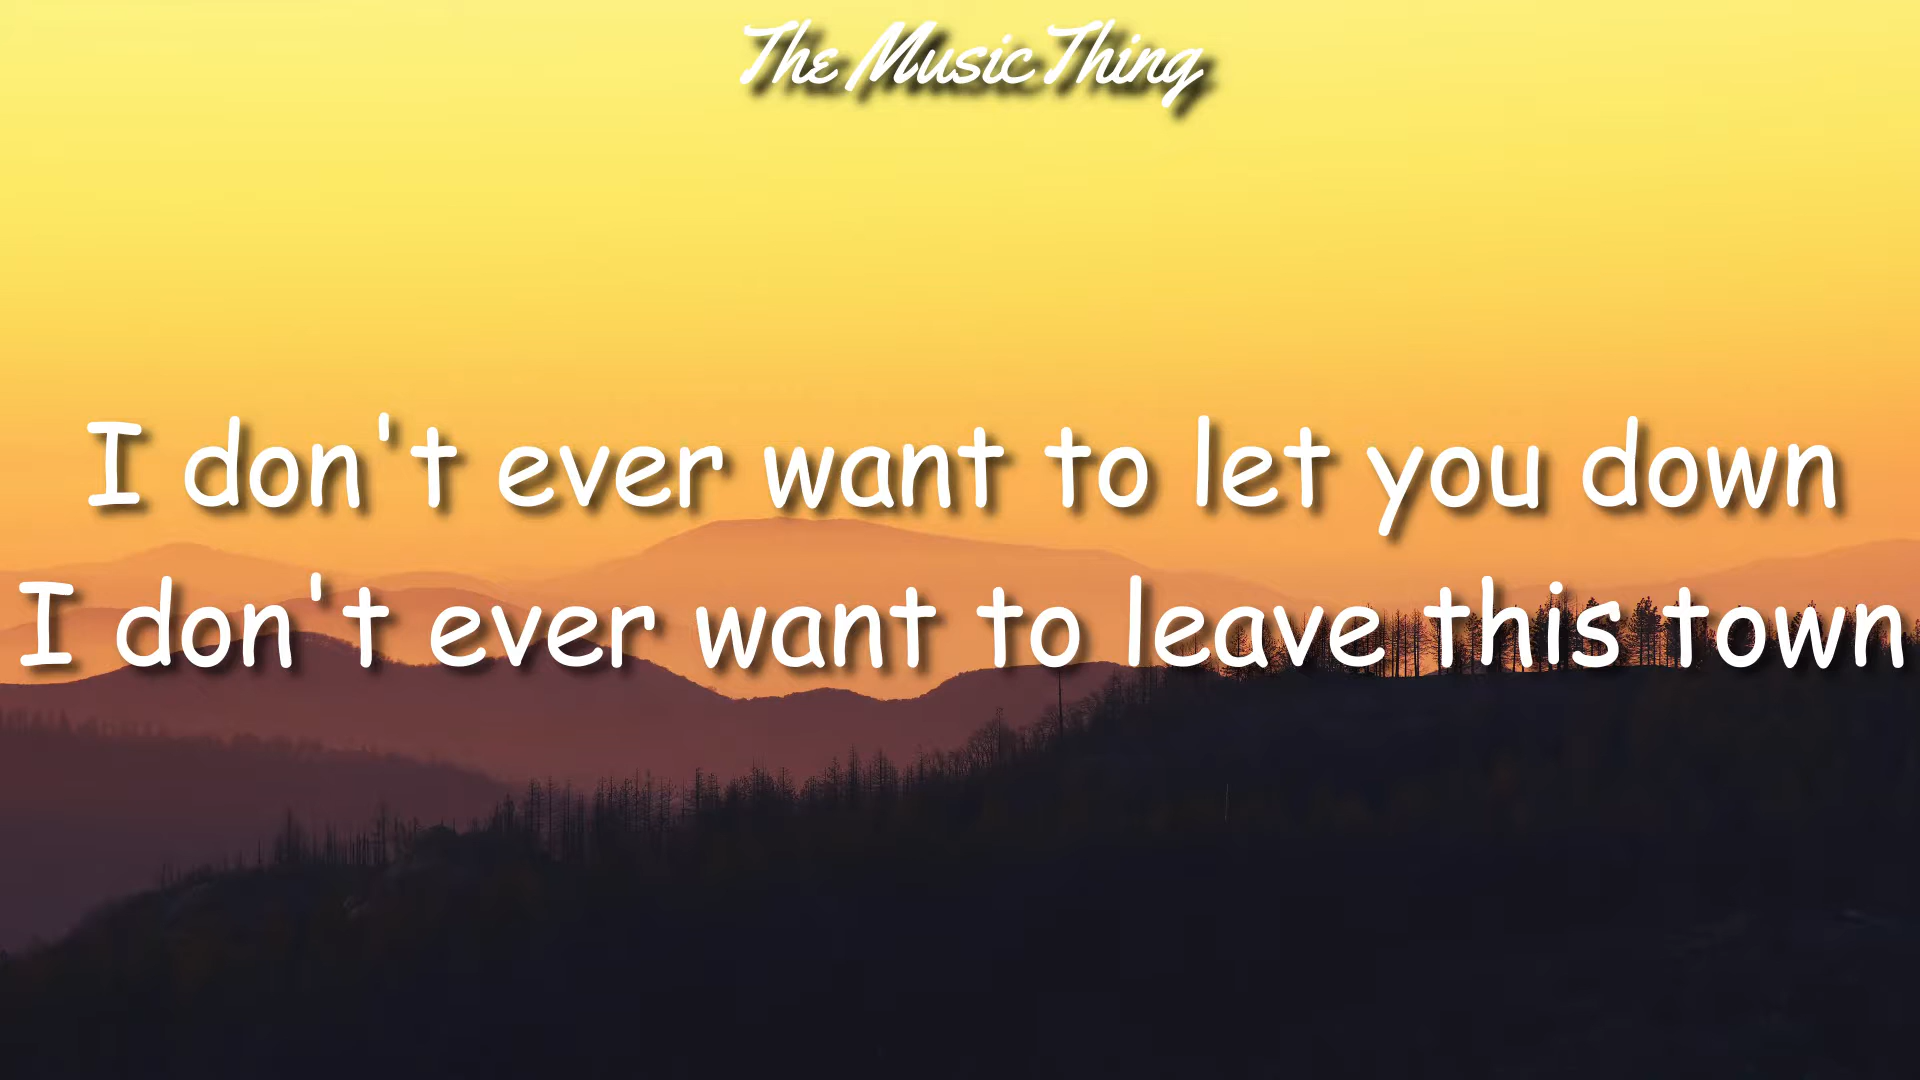 The Music Thing
I don't ever want to let you down
I don't ever want to leave this town